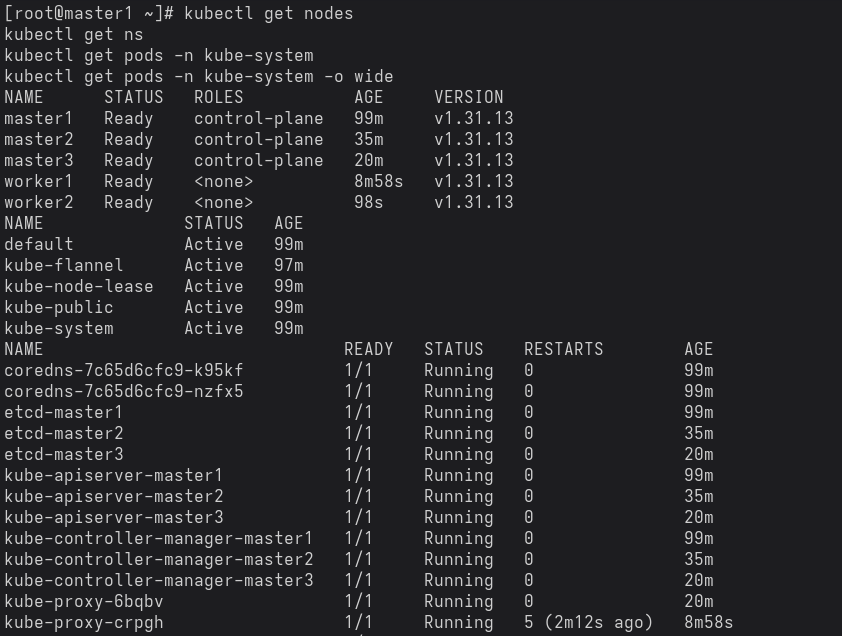 [root@master1 ~]# kubectl get nodes
kubectl get ns
kubectl get pods -n kube-system
kubectl get pods -n kube-system -o wide
NAME      STATUS   ROLES           AGE     VERSION
master1   Ready    control-plane   99m     v1.31.13
master2   Ready    control-plane   35m     v1.31.13
master3   Ready    control-plane   20m     v1.31.13
worker1   Ready    <none>          8m58s   v1.31.13
worker2   Ready    <none>          98s     v1.31.13
NAME              STATUS   AGE
default           Active   99m
kube-flannel      Active   97m
kube-node-lease   Active   99m
kube-public       Active   99m
kube-system       Active   99m
NAME                              READY   STATUS    RESTARTS        AGE
coredns-7c65d6cfc9-k95kf          1/1     Running   0               99m
coredns-7c65d6cfc9-nzfx5          1/1     Running   0               99m
etcd-master1                      1/1     Running   0               99m
etcd-master2                      1/1     Running   0               35m
etcd-master3                      1/1     Running   0               20m
kube-apiserver-master1            1/1     Running   0               99m
kube-apiserver-master2            1/1     Running   0               35m
kube-apiserver-master3            1/1     Running   0               20m
kube-controller-manager-master1   1/1     Running   0               99m
kube-controller-manager-master2   1/1     Running   0               35m
kube-controller-manager-master3   1/1     Running   0               20m
kube-proxy-6bqbv                  1/1     Running   0               20m
kube-proxy-crpgh                  1/1     Running   5 (2m12s ago)   8m58s